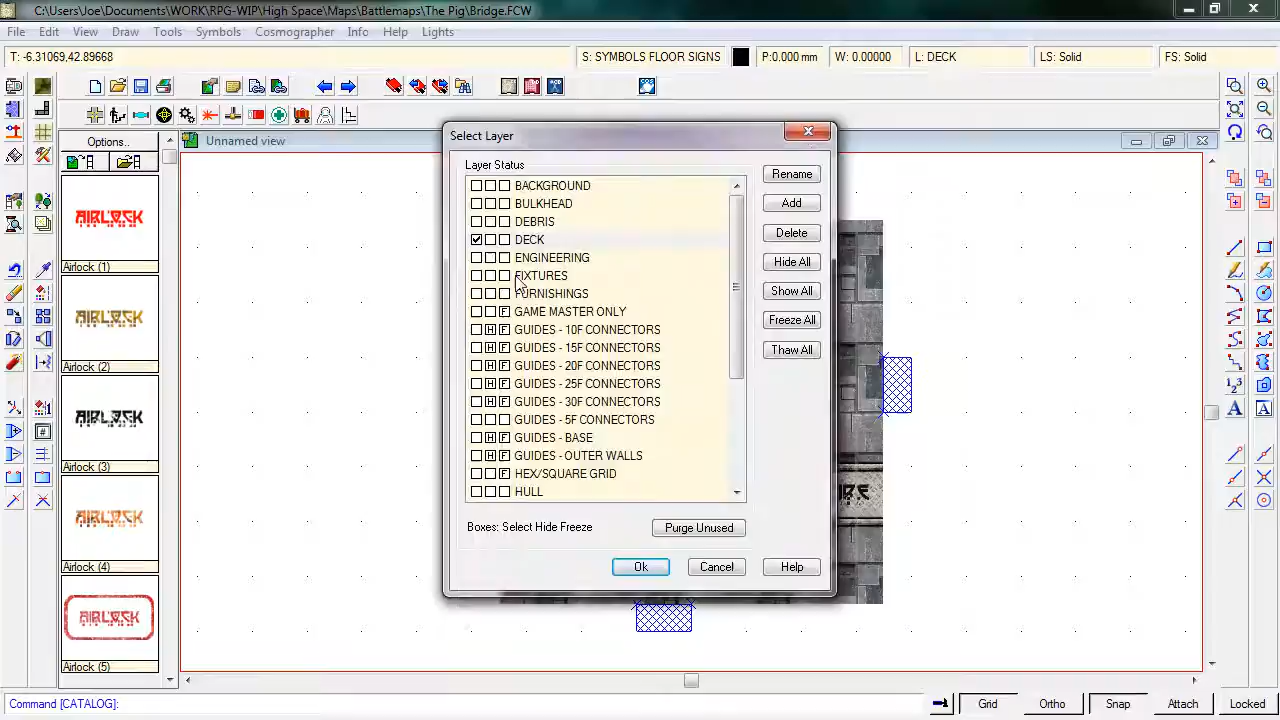 C:\Users\Joe\Documents\WORK\RPG-WIP\High Space\Maps\Battlemaps\The Pig\Bridge.FCW
File Edit View Draw Tools Symbols Cosmographer Info Help Lights
T: -6.31069,42.89668
S: SYMBOLS FLOOR SIGNS
P:0.000 mm
W: 0.00000
L: DECK
LS: Solid
FS: Solid
Options..
Unnamed view
AIRLOCK
Airlock (1)
AIRLOCK
Airlock (2)
AIRLOCK
Airlock (3)
AIRLOCK
Airlock (4)
AIRLOCK
Airlock (5)
Select Layer
Layer Status
BACKGROUND
BULKHEAD
DEBRIS
DECK
ENGINEERING
FIXTURES
FURNISHINGS
F GAME MASTER ONLY
H F GUIDES - 10F CONNECTORS
H F GUIDES - 15F CONNECTORS
H F GUIDES - 20F CONNECTORS
H F GUIDES - 25F CONNECTORS
H F GUIDES - 30F CONNECTORS
GUIDES - 5F CONNECTORS
H F GUIDES - BASE
H F GUIDES - OUTER WALLS
F HEX/SQUARE GRID
HULL
Rename
Add
Delete
Hide All
Show All
Freeze All
Thaw All
Boxes: Select Hide Freeze
Purge Unused
Ok
Cancel
Help
Command [CATALOG]:
Grid
Ortho
Snap
Attach
Locked